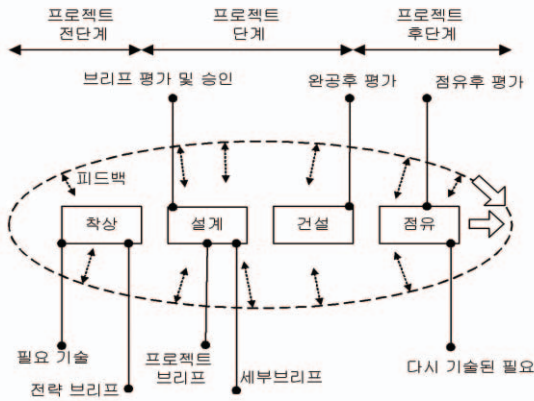 프로젝트
전단계
프로젝트
단계
프로젝트
후단계
브리프 평가 및 승인
완공후 평가
점유후 평가
피드백
착상
설계
건설
점유
필요 기술
전략 브리프
프로젝트
브리프
세부브리프
다시 기술된 필요